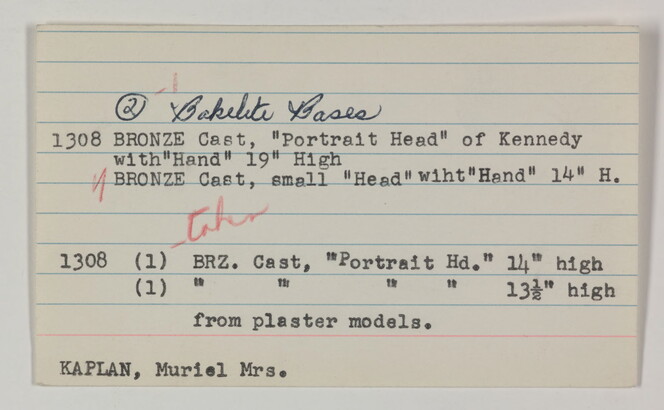 -1
② Bakelite Bases
1308 BRONZE Cast, "Portrait Head" of Kennedy
with"Hand" 19" High
BRONZE Cast, small "Head" wiht"Hand" 14" H.
taken
1308 (1) BRZ. Cast, "Portrait Hd." 14" high
(1) " " " " 13½" high
from plaster models.
KAPLAN, Muriel Mrs.